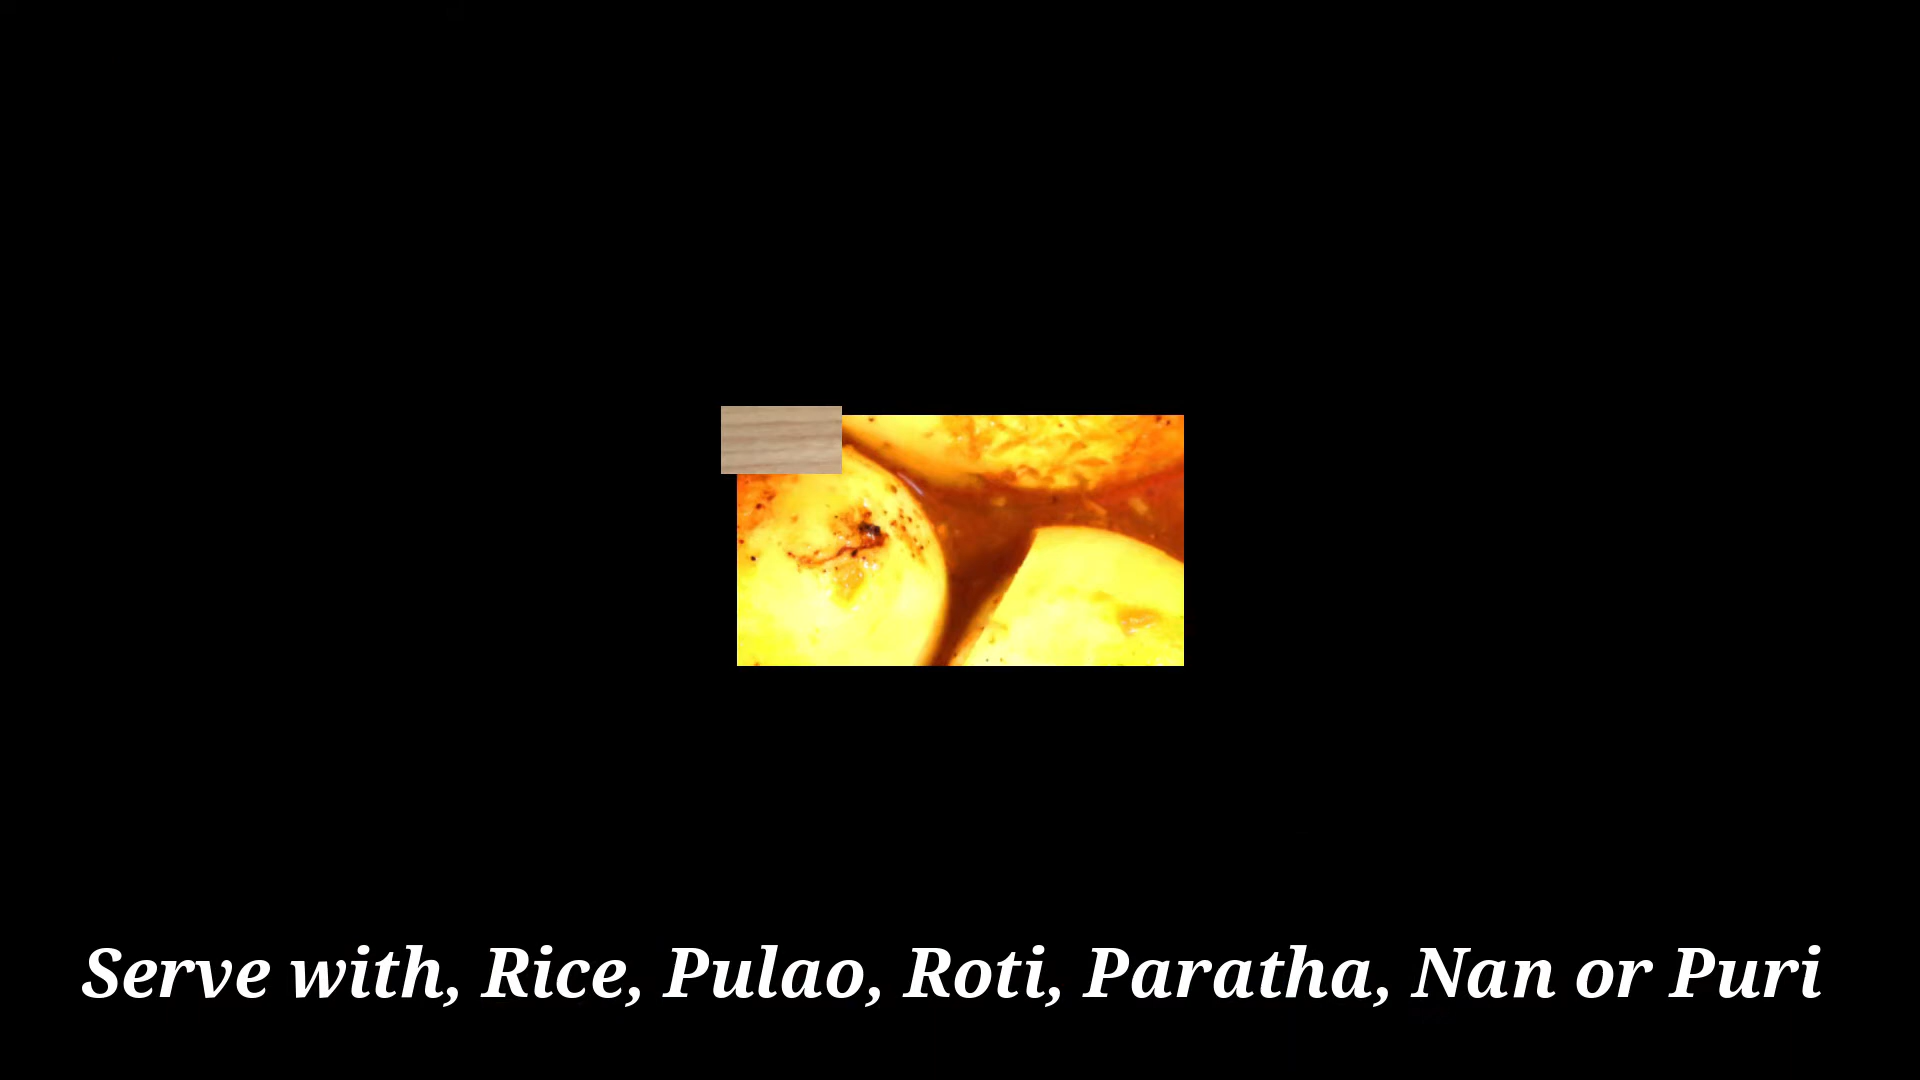 Serve with, Rice, Pulao, Roti, Paratha, Nan or Puri